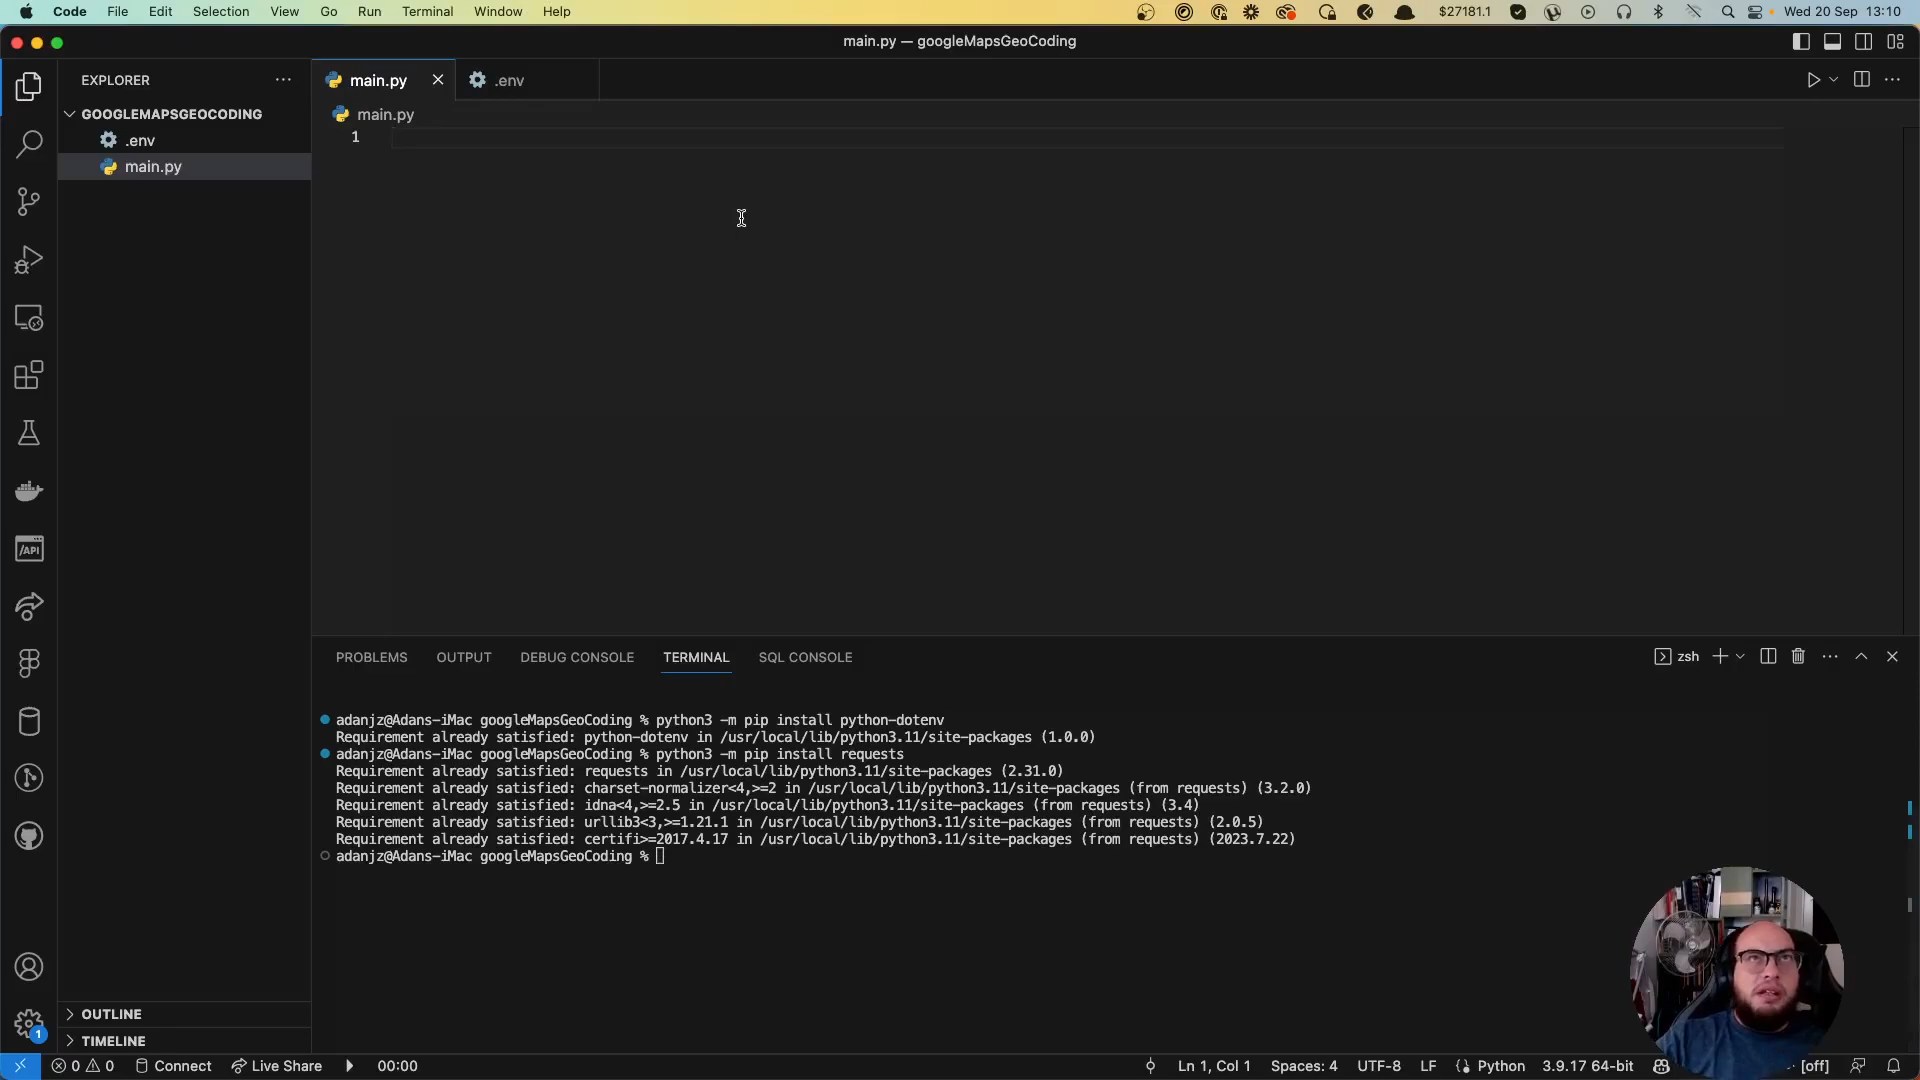 Code File Edit Selection View Go Run Terminal Window Help $27181.1 Wed 20 Sep 13:10
main.py — googleMapsGeoCoding
EXPLORER
main.py
.env
GOOGLEMAPSGEOCODING
main.py
1
.env
main.py
/API
PROBLEMS OUTPUT DEBUG CONSOLE TERMINAL SQL CONSOLE
zsh
adanjz@Adans-iMac googleMapsGeoCoding % python3 -m pip install python-dotenv
Requirement already satisfied: python-dotenv in /usr/local/lib/python3.11/site-packages (1.0.0)
adanjz@Adans-iMac googleMapsGeoCoding % python3 -m pip install requests
Requirement already satisfied: requests in /usr/local/lib/python3.11/site-packages (2.31.0)
Requirement already satisfied: charset-normalizer<4,>=2 in /usr/local/lib/python3.11/site-packages (from requests) (3.2.0)
Requirement already satisfied: idna<4,>=2.5 in /usr/local/lib/python3.11/site-packages (from requests) (3.4)
Requirement already satisfied: urllib3<3,>=1.21.1 in /usr/local/lib/python3.11/site-packages (from requests) (2.0.5)
Requirement already satisfied: certifi>=2017.4.17 in /usr/local/lib/python3.11/site-packages (from requests) (2023.7.22)
adanjz@Adans-iMac googleMapsGeoCoding %
OUTLINE
1
TIMELINE
0 0 Connect Live Share 00:00 Ln 1, Col 1 Spaces: 4 UTF-8 LF Python 3.9.17 64-bit [off]